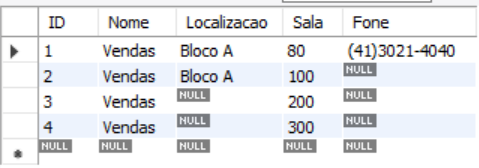 ID Nome Localizacao Sala Fone
1 Vendas Bloco A 80 (41)3021-4040
2 Vendas Bloco A 100 NULL
3 Vendas NULL 200 NULL
4 Vendas NULL 300 NULL
NULL NULL NULL NULL NULL